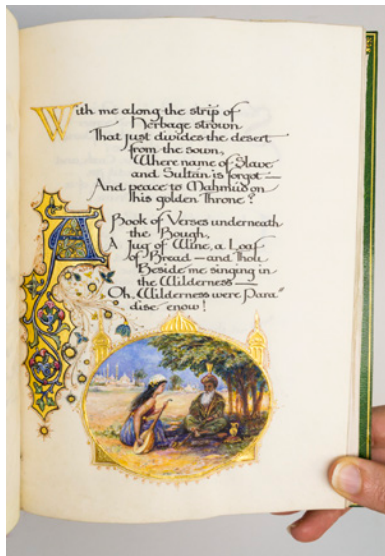 With me along the strip of
Herbage strown
That just divides the desert
from the sown,
Where name of Slave
and Sultan is forgot —
And peace to Mahmud on
his golden Throne!
A Book of Verses underneath
the Bough,
A Jug of Wine, a Loaf
of Bread — and Thou
Beside me singing in
the Wilderness —
Oh, Wilderness were Para"
dise enow!